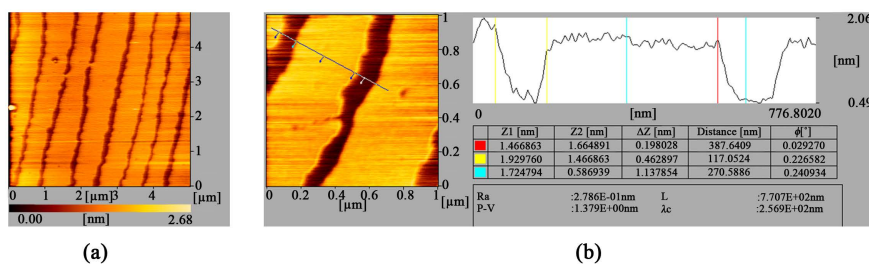 4
3
2
1
0
0 1 2 3 4
[µm] [µm]
0.00 [nm] 2.68
(a)
1
0.8
0.6
0.4
0.2
0
0.2 0.4 0.6 0.8 1
[µm] [µm]
2.06
[nm]
0.49
0 [nm] 776.8020
Z1 [nm] Z2 [nm] ΔZ [nm] Distance [nm] ϕ[°]
1.466863 1.664891 0.198028 387.6409 0.029270
1.929760 1.466863 0.462897 117.0524 0.226582
1.724794 0.586939 1.137854 270.5886 0.240934
Ra :2.786E-01nm L :7.707E+02nm
P-V :1.379E+00nm λc :2.569E+02nm
(b)